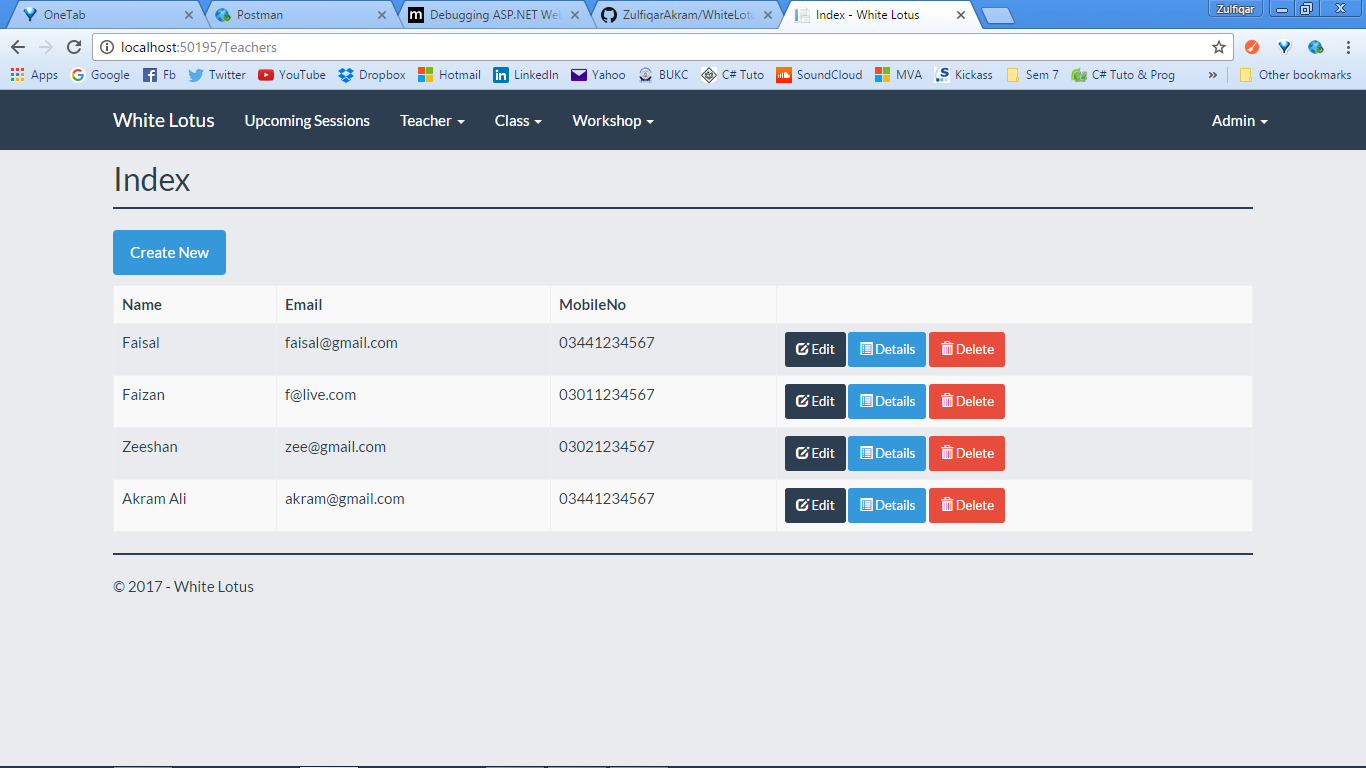 OneTab Postman Debugging ASP.NET Web ZulfiqarAkram/WhiteLotu Index - White Lotus Zulfiqar
localhost:50195/Teachers
Apps Google Fb Twitter YouTube Dropbox Hotmail LinkedIn Yahoo BUKC C# Tuto SoundCloud MVA Kickass Sem 7 C# Tuto & Prog » Other bookmarks
White Lotus Upcoming Sessions Teacher Class Workshop Admin
Index
Create New
Name Email MobileNo
Faisal faisal@gmail.com 03441234567 Edit Details Delete
Faizan f@live.com 03011234567 Edit Details Delete
Zeeshan zee@gmail.com 03021234567 Edit Details Delete
Akram Ali akram@gmail.com 03441234567 Edit Details Delete
© 2017 - White Lotus